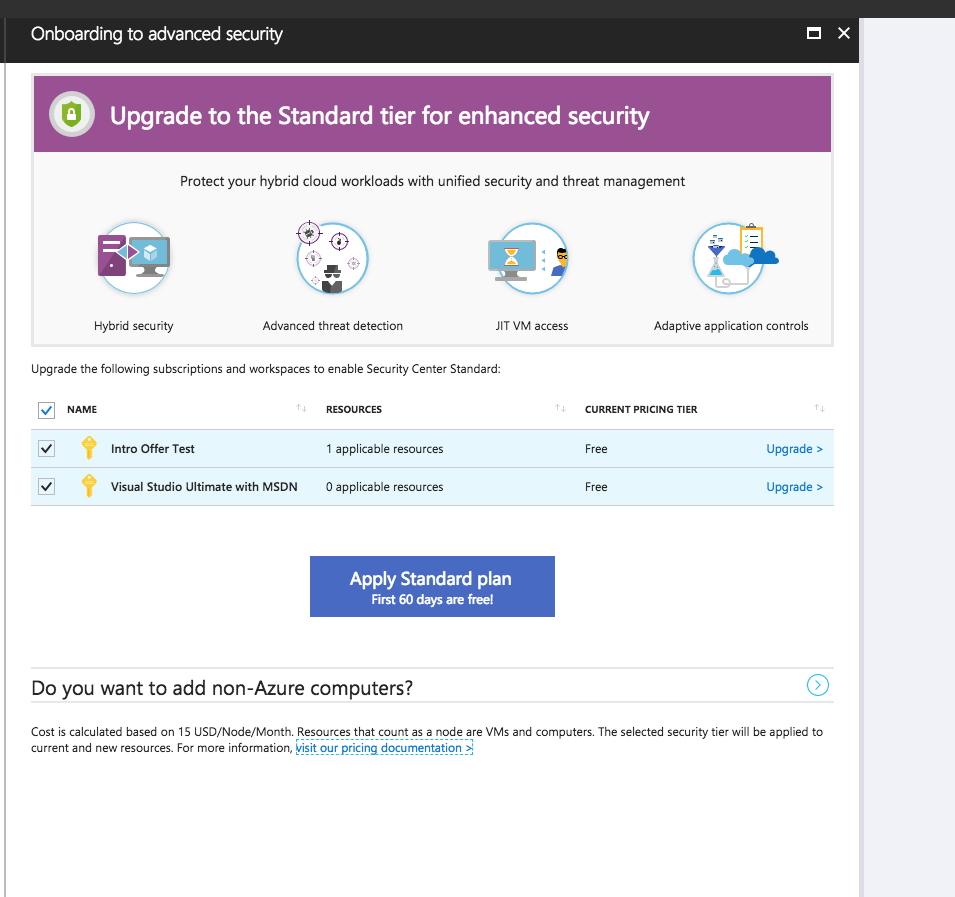 Onboarding to advanced security
Upgrade to the Standard tier for enhanced security
Protect your hybrid cloud workloads with unified security and threat management
Hybrid security
Advanced threat detection
JIT VM access
Adaptive application controls
Upgrade the following subscriptions and workspaces to enable Security Center Standard:
NAME RESOURCES CURRENT PRICING TIER
Intro Offer Test 1 applicable resources Free Upgrade >
Visual Studio Ultimate with MSDN 0 applicable resources Free Upgrade >
Apply Standard plan
First 60 days are free!
Do you want to add non-Azure computers?
Cost is calculated based on 15 USD/Node/Month. Resources that count as a node are VMs and computers. The selected security tier will be applied to
current and new resources. For more information, visit our pricing documentation >